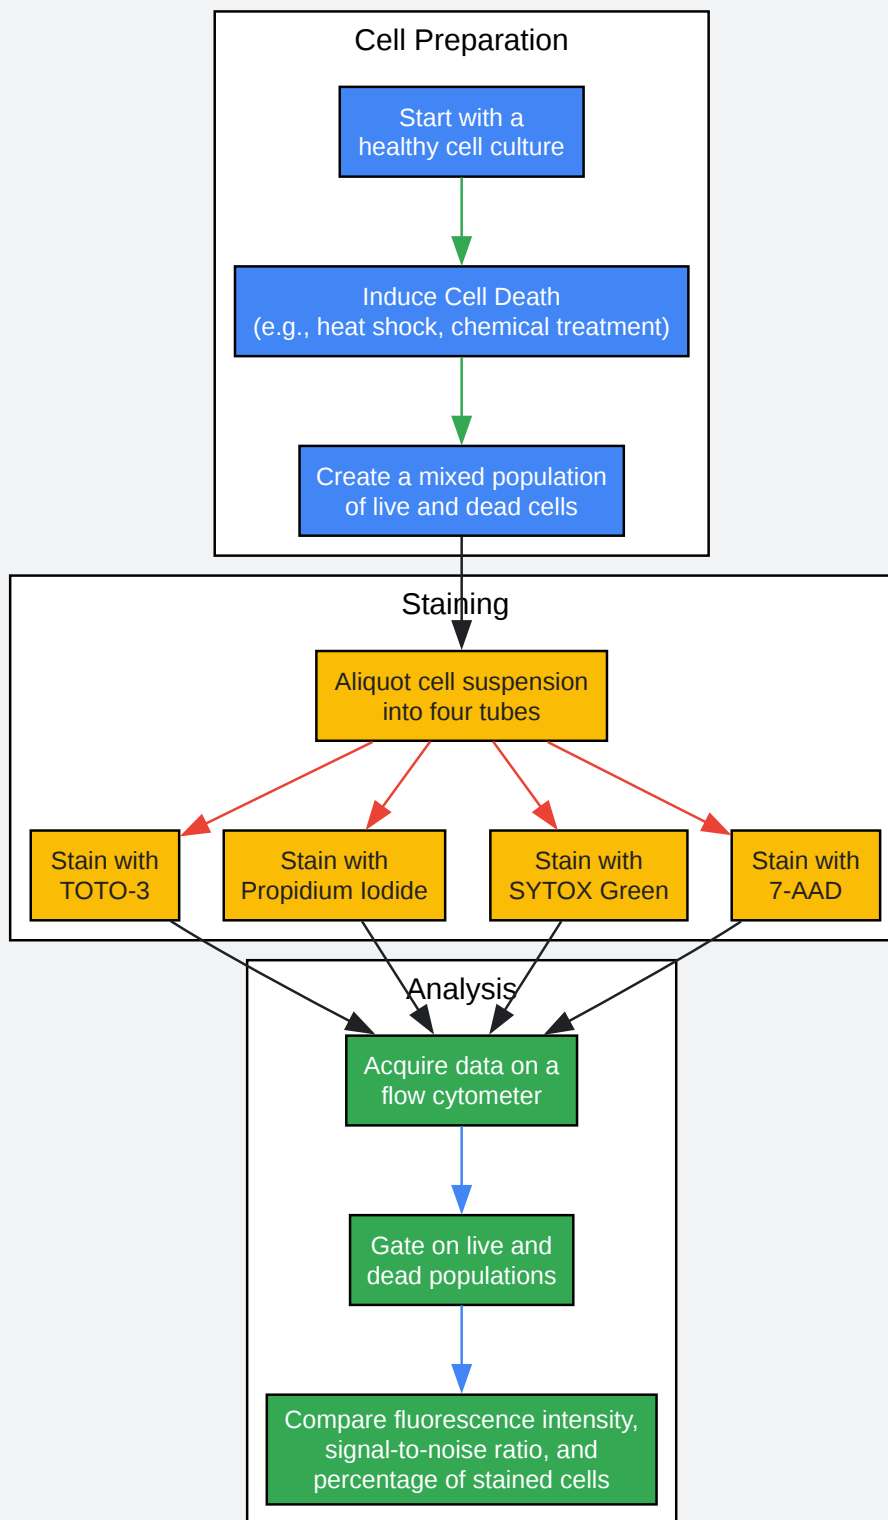 Cell Preparation
Start with a
healthy cell culture
Induce Cell Death
(e.g., heat shock, chemical treatment)
Create a mixed population
of live and dead cells
Staining
Aliquot cell suspension
into four tubes
Stain with
TOTO-3
Stain with
Propidium Iodide
Stain with
SYTOX Green
Stain with
7-AAD
Analysis
Acquire data on a
flow cytometer
Gate on live and
dead populations
Compare fluorescence intensity,
signal-to-noise ratio, and
percentage of stained cells